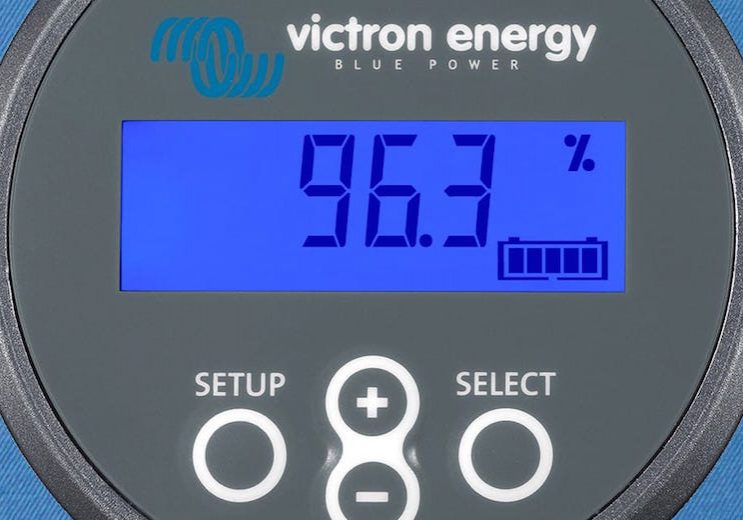 victron energy
BLUE POWER
96.3 %
SETUP
+
SELECT
-